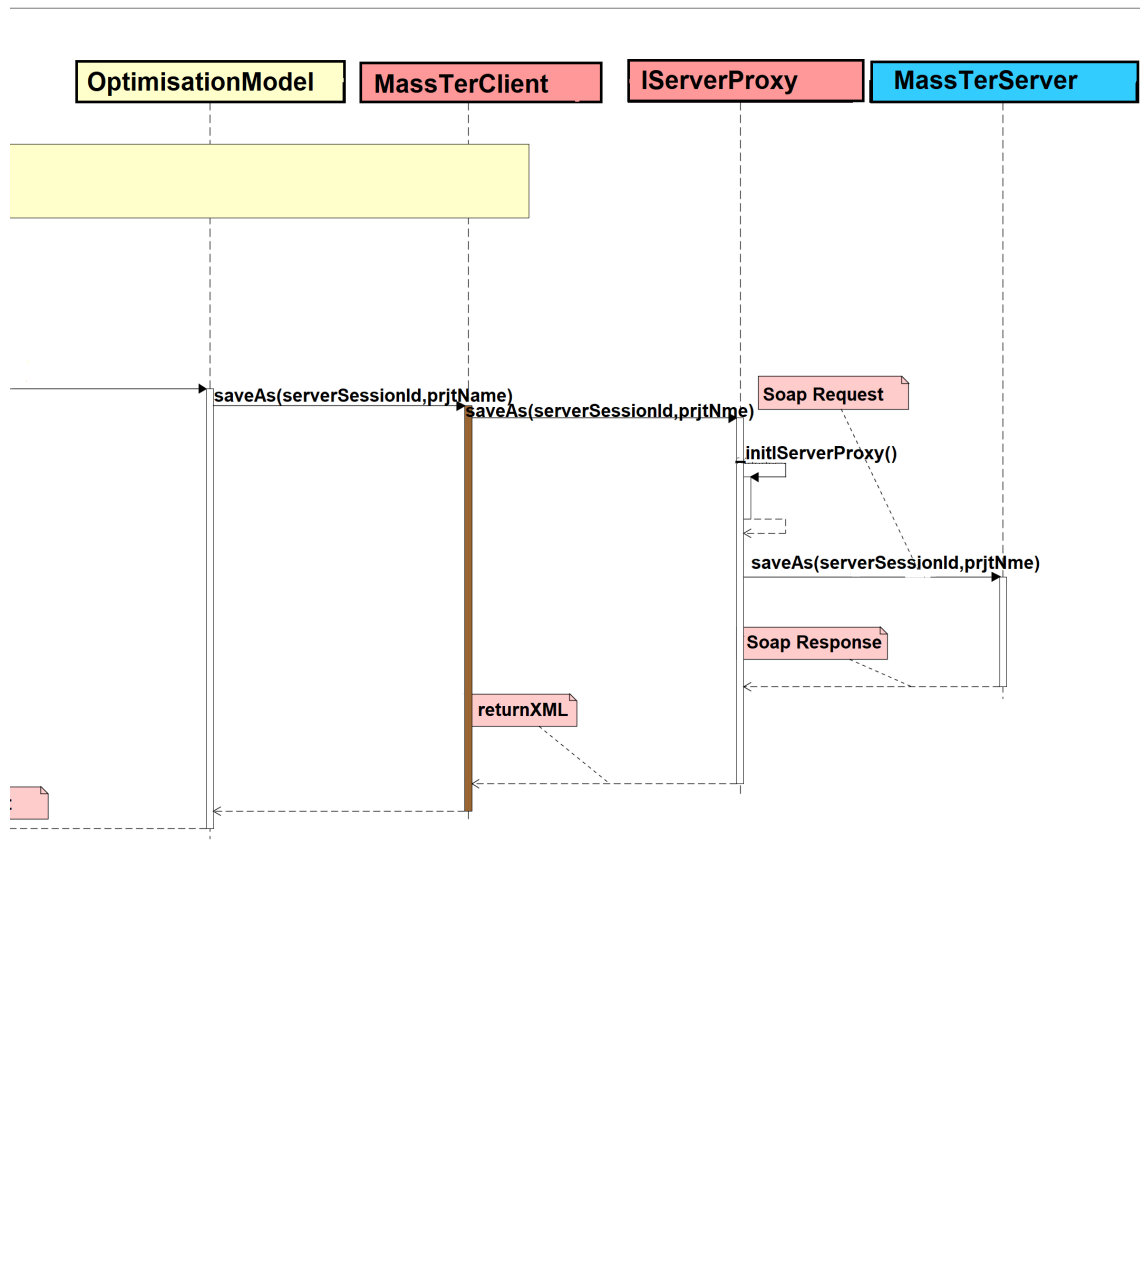 OptimisationModel
MassTerClient
IServerProxy
MassTerServer
saveAs(serverSessionId,prjtName)
saveAs(serverSessionId,prjtNme)
Soap Request
initIServerProxy()
saveAs(serverSessionId,prjtNme)
Soap Response
returnXML